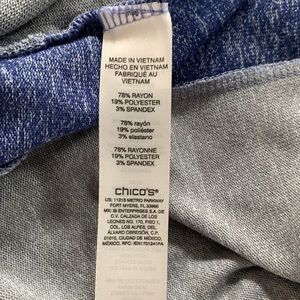 MADE IN VIETNAM
HECHO EN VIETNAM
FABRIQUÉ AU
VIETNAM
78% RAYON
19% POLYESTER
3% SPANDEX
78% rayón
19% poliéster
3% elastano
78% RAYONNE
19% POLYESTER
3% SPANDEX
chico's®
US: 11215 METRO PARKWAY
FORT MYERS, FL 33966
MX: @ ENTERPRISES S.A. DE
C.V. CALZADA DE LOS
LEONES NO. 170, PISO 1,
COL. LOS ALPES, DEL.
ÁLVARO OBREGÓN, C.P.
01010, CIUDAD DE MÉXICO,
MÉXICO, RFC: